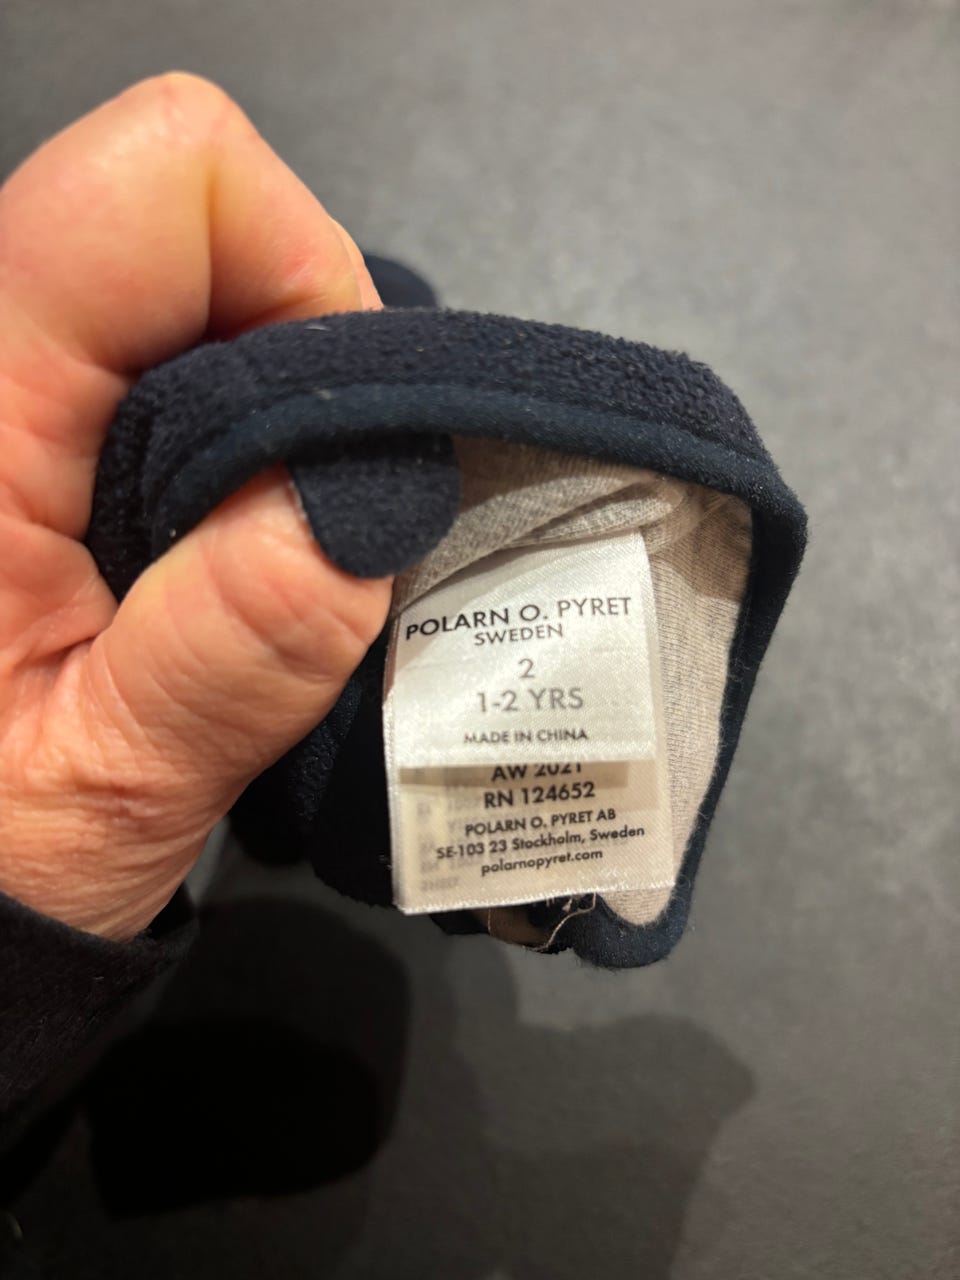 POLARN O. PYRET
SWEDEN
2
1-2 YRS
MADE IN CHINA
AW 2021
RN 124652
POLARN O. PYRET AB
SE-103 23 Stockholm, Sweden
polarnopyret.com